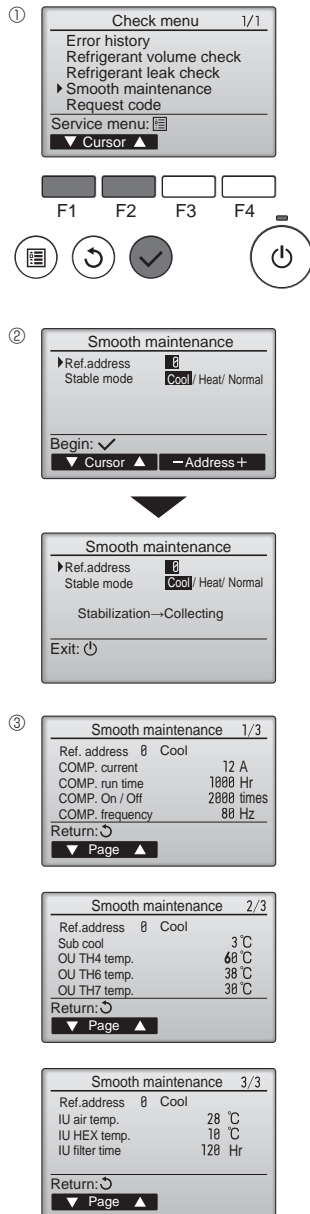 ①
Check menu 1/1
Error history
Refrigerant volume check
Refrigerant leak check
Smooth maintenance
Request code
Service menu:
▼ Cursor ▲
F1 F2 F3 F4
②
Smooth maintenance
Ref.address 0
Stable mode Cool / Heat/ Normal
Begin: ✓
▼ Cursor ▲ －Address＋
Smooth maintenance
Ref.address 0
Stable mode Cool / Heat/ Normal
Stabilization→Collecting
Exit:
③
Smooth maintenance 1/3
Ref. address 0 Cool
COMP. current 12 A
COMP. run time 1000 Hr
COMP. On / Off 2000 times
COMP. frequency 80 Hz
Return:
▼ Page ▲
Smooth maintenance 2/3
Ref.address 0 Cool
Sub cool 3 ℃
OU TH4 temp. 60 ℃
OU TH6 temp. 38 ℃
OU TH7 temp. 30 ℃
Return:
▼ Page ▲
Smooth maintenance 3/3
Ref.address 0 Cool
IU air temp. 28 ℃
IU HEX temp. 10 ℃
IU filter time 120 Hr
Return:
▼ Page ▲